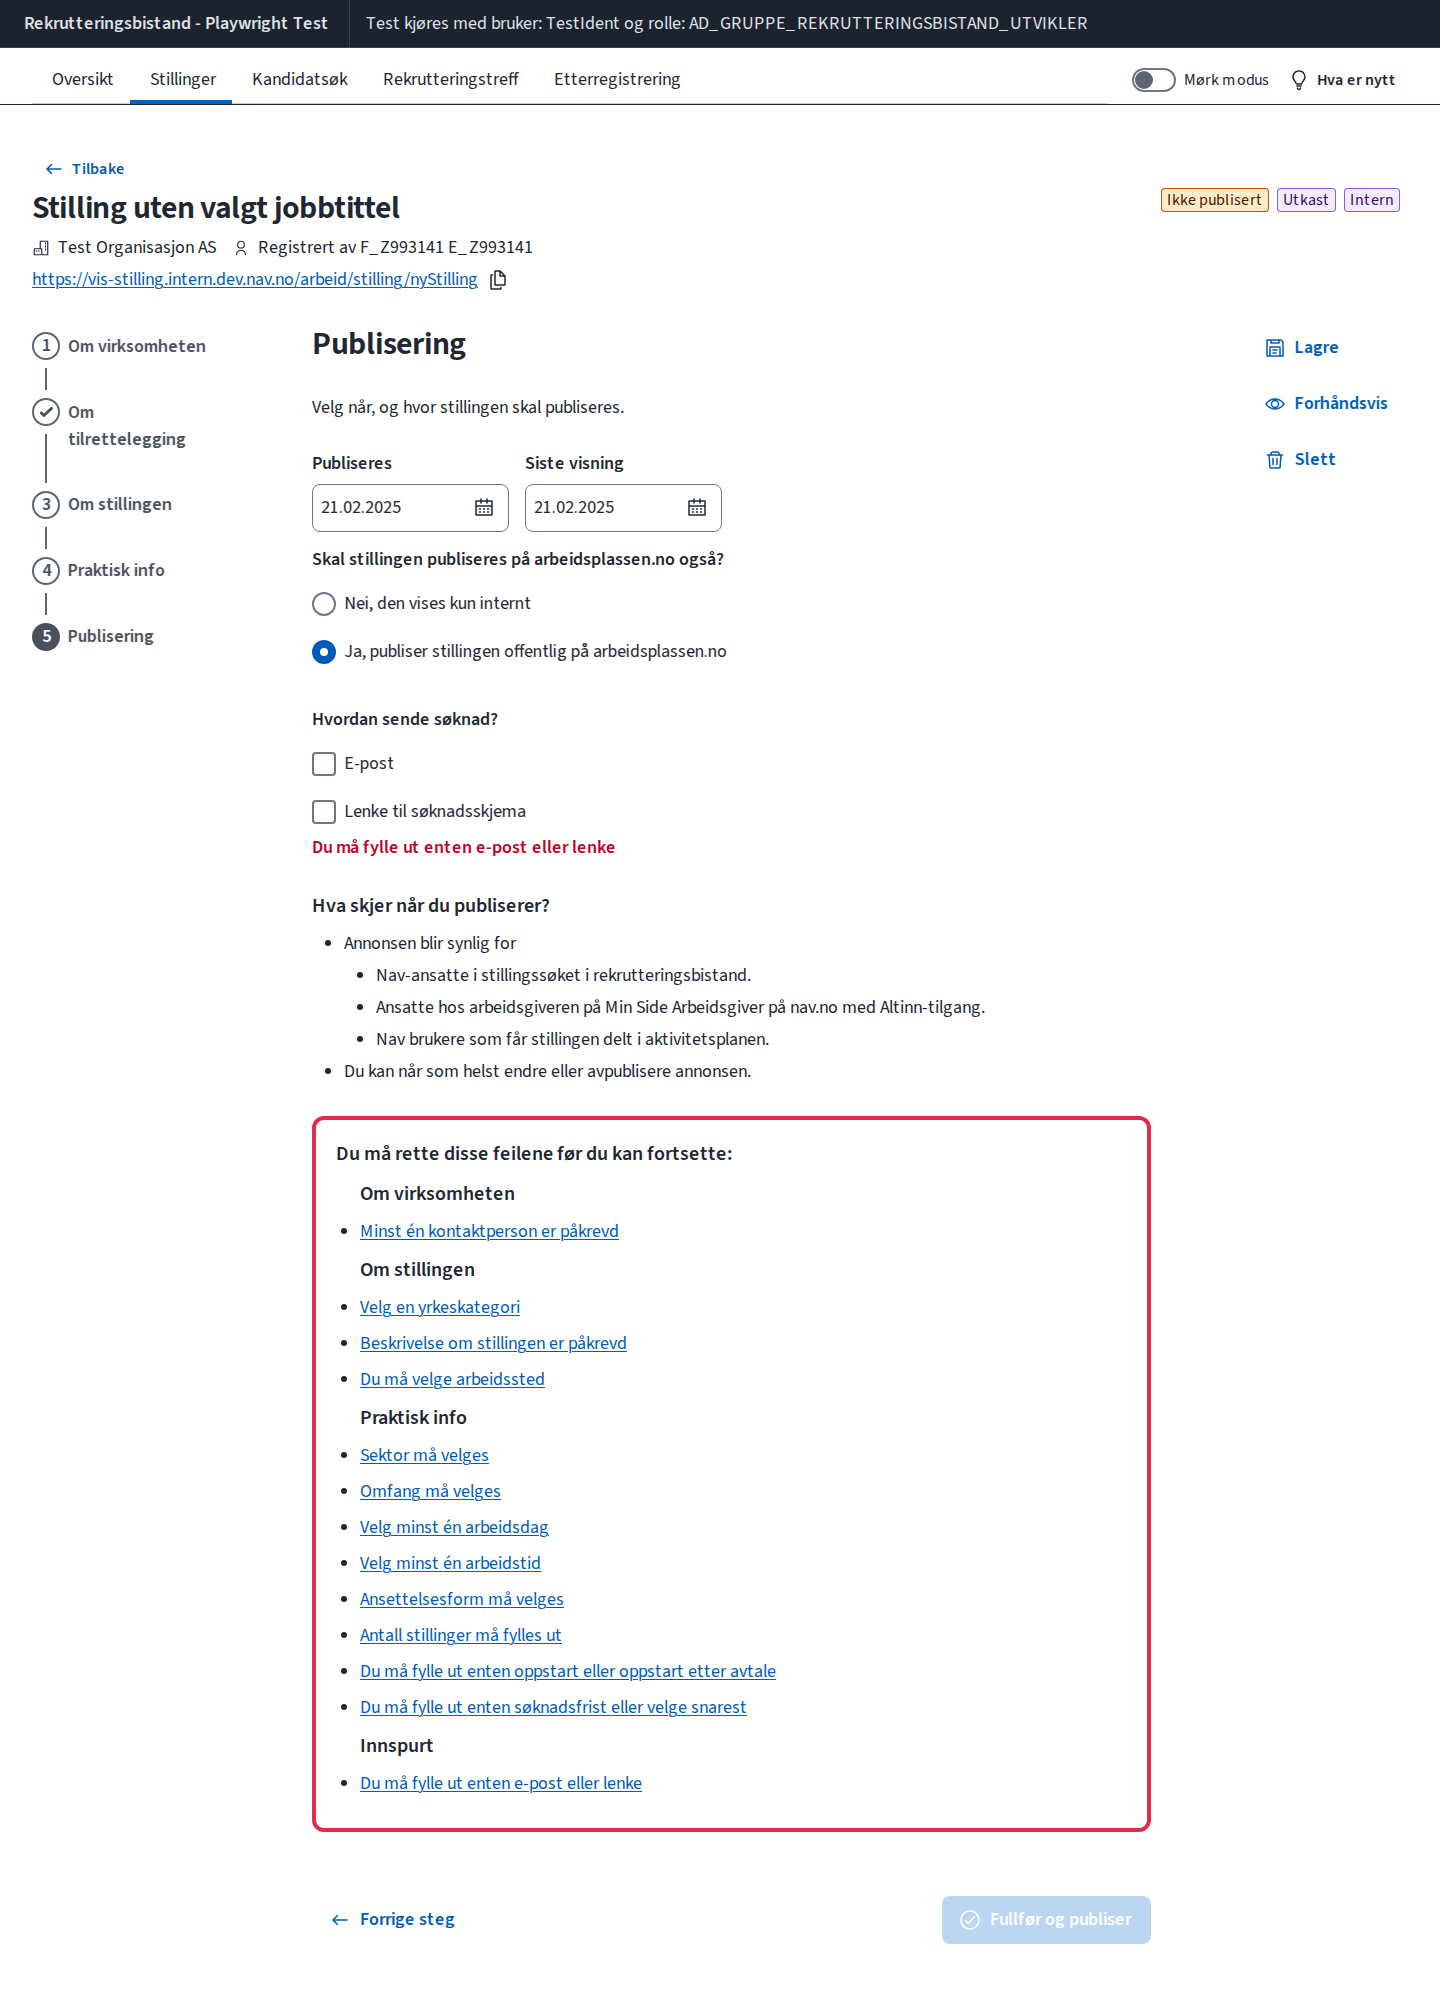 Rekrutteringsbistand - Playwright Test
Test kjøres med bruker: TestIdent og rolle: AD_GRUPPE_REKRUTTERINGSBISTAND_UTVIKLER
Oversikt
Stillinger
Kandidatsøk
Rekrutteringstreff
Etterregistrering
Mørk modus
Hva er nytt
Tilbake
Stilling uten valgt jobbtittel
Ikke publisert
Utkast
Intern
Test Organisasjon AS
Registrert av F_Z993141 E_Z993141
https://vis-stilling.intern.dev.nav.no/arbeid/stilling/nyStilling
1 Om virksomheten
Om
tilrettelegging
3 Om stillingen
4 Praktisk info
5 Publisering
Publisering
Velg når, og hvor stillingen skal publiseres.
Publiseres
Siste visning
21.02.2025
21.02.2025
Skal stillingen publiseres på arbeidsplassen.no også?
Nei, den vises kun internt
Ja, publiser stillingen offentlig på arbeidsplassen.no
Hvordan sende søknad?
E-post
Lenke til søknadsskjema
Du må fylle ut enten e-post eller lenke
Hva skjer når du publiserer?
Annonsen blir synlig for
Nav-ansatte i stillingssøket i rekrutteringsbistand.
Ansatte hos arbeidsgiveren på Min Side Arbeidsgiver på nav.no med Altinn-tilgang.
Nav brukere som får stillingen delt i aktivitetsplanen.
Du kan når som helst endre eller avpublisere annonsen.
Du må rette disse feilene før du kan fortsette:
Om virksomheten
Minst én kontaktperson er påkrevd
Om stillingen
Velg en yrkeskategori
Beskrivelse om stillingen er påkrevd
Du må velge arbeidssted
Praktisk info
Sektor må velges
Omfang må velges
Velg minst én arbeidsdag
Velg minst én arbeidstid
Ansettelsesform må velges
Antall stillinger må fylles ut
Du må fylle ut enten oppstart eller oppstart etter avtale
Du må fylle ut enten søknadsfrist eller velge snarest
Innspurt
Du må fylle ut enten e-post eller lenke
Forrige steg
Fullfør og publiser
Lagre
Forhåndsvis
Slett